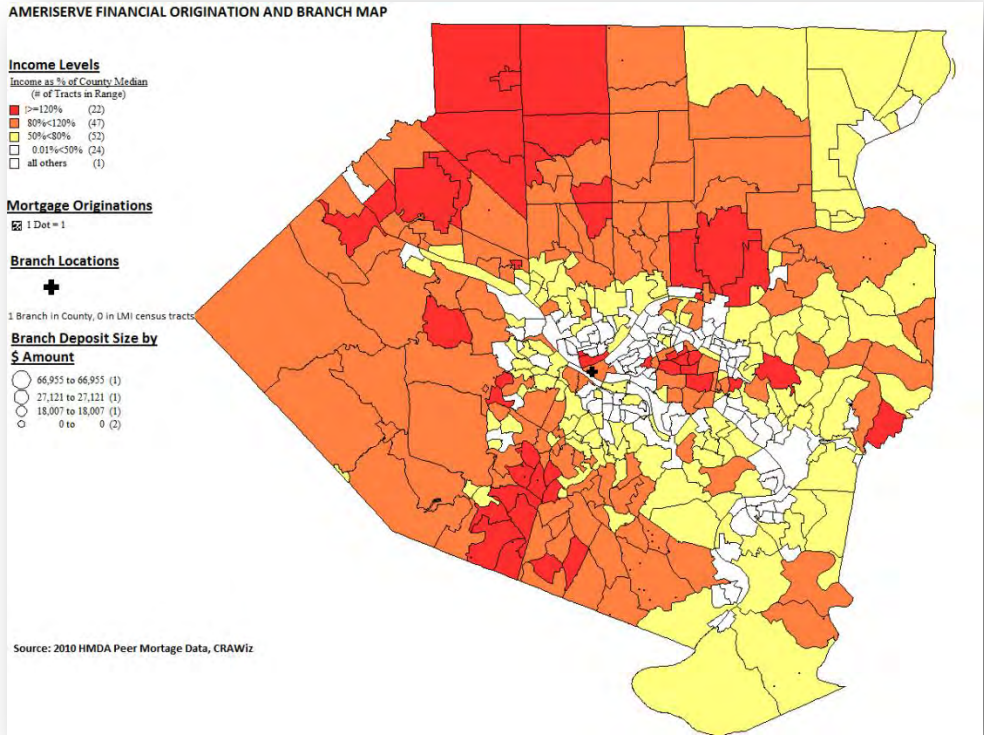 AMERISERVE FINANCIAL ORIGINATION AND BRANCH MAP
Income Levels
Income as % of County Median
(# of Tracts in Range)
>=120% (22)
80%<120% (47)
50%<80% (52)
0.01%<50% (24)
all others (1)
Mortgage Originations
1 Dot = 1
Branch Locations
1 Branch in County, 0 in LMI census tracts
Branch Deposit Size by
$ Amount
66,955 to 66,955 (1)
27,121 to 27,121 (1)
18,007 to 18,007 (1)
0 to 0 (2)
Source: 2010 HMDA Peer Mortage Data, CRAWiz